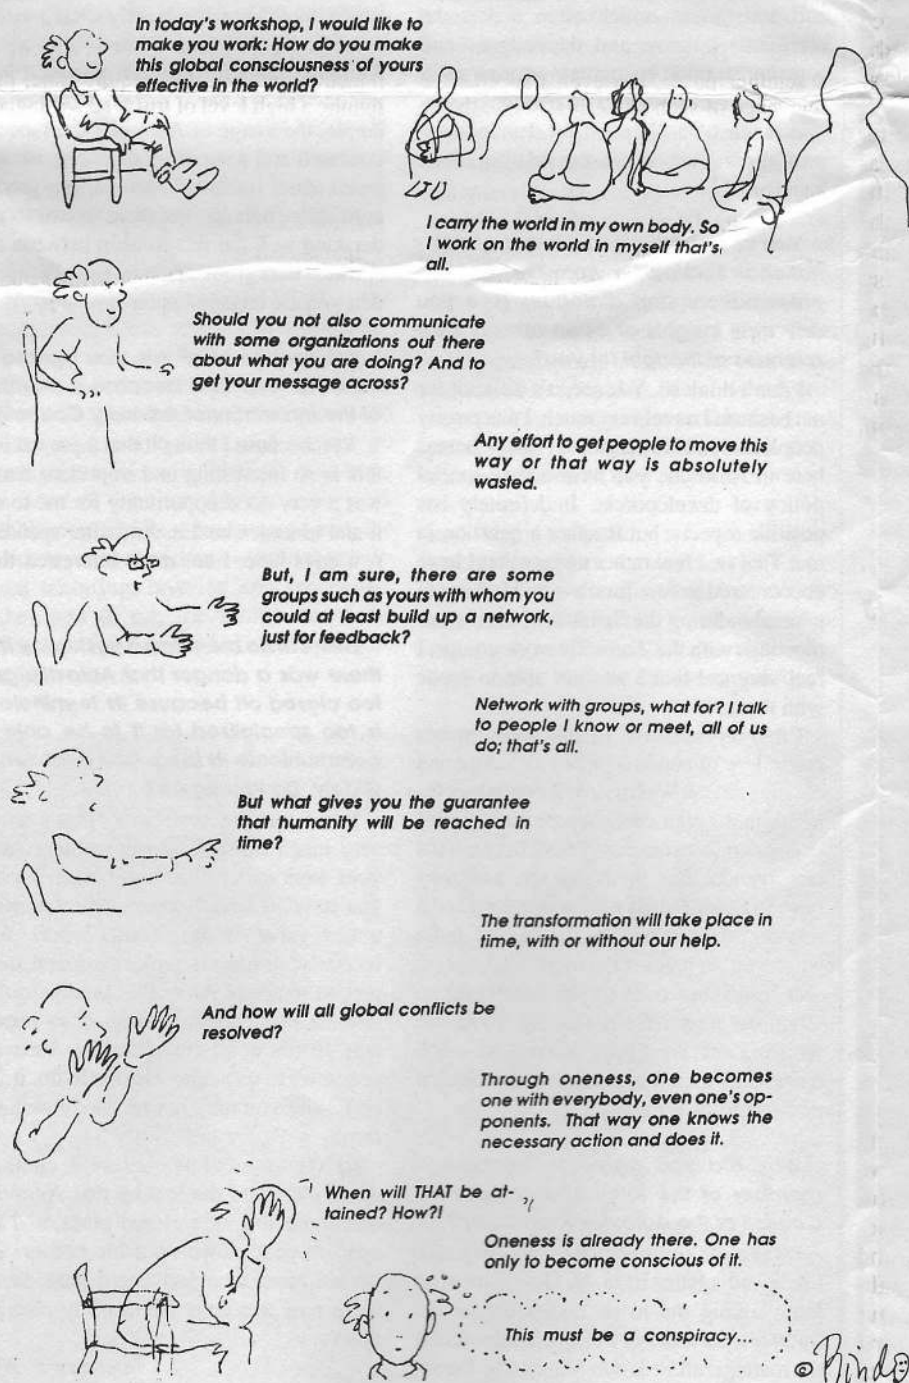 In today's workshop, I would like to
make you work: How do you make
this global consciousness of yours
effective in the world?
I carry the world in my own body. So
I work on the world in myself that's,
all.
Should you not also communicate
with some organizations out there
about what you are doing? And to
get your message across?
Any effort to get people to move this
way or that way is absolutely
wasted.
But, I am sure, there are some
groups such as yours with whom you
could at least build up a network,
just for feedback?
Network with groups, what for? I talk
to people I know or meet, all of us
do; that's all.
But what gives you the guarantee
that humanity will be reached in
time?
The transformation will take place in
time, with or without our help.
And how will all global conflicts be
resolved?
Through oneness, one becomes
one with everybody, even one's op-
ponents. That way one knows the
necessary action and does it.
When will THAT be at-
tained? How?!
Oneness is already there. One has
only to become conscious of it.
This must be a conspiracy...
© Bindo